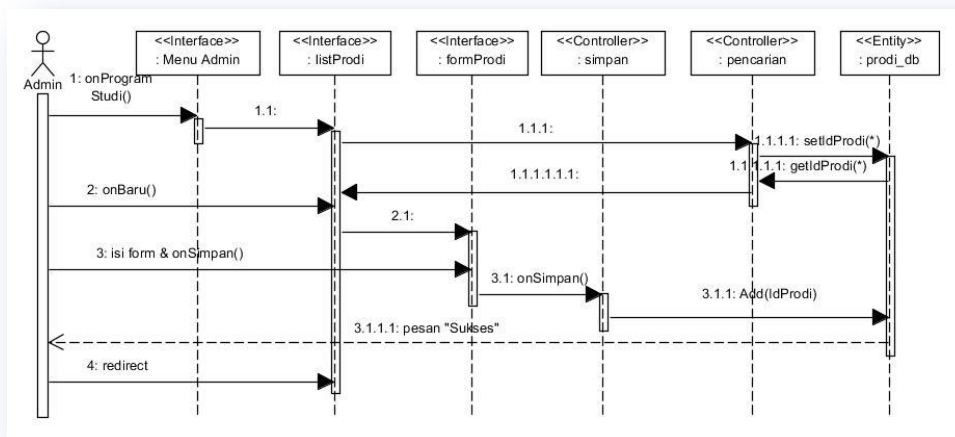 <<Interface>>
: Menu Admin
<<Interface>>
: listProdi
<<Interface>>
: formProdi
<<Controller>>
: simpan
<<Controller>>
: pencarian
<<Entity>>
: prodi_db
Admin
1: onProgram
Studi()
1.1:
1.1.1:
1.1.1.1: setIdProdi(*)
1.1.1.1.1: getIdProdi(*)
1.1.1.1.1.1:
2: onBaru()
2.1:
3: isi form & onSimpan()
3.1: onSimpan()
3.1.1: Add(IdProdi)
3.1.1.1: pesan "Sukses"
4: redirect